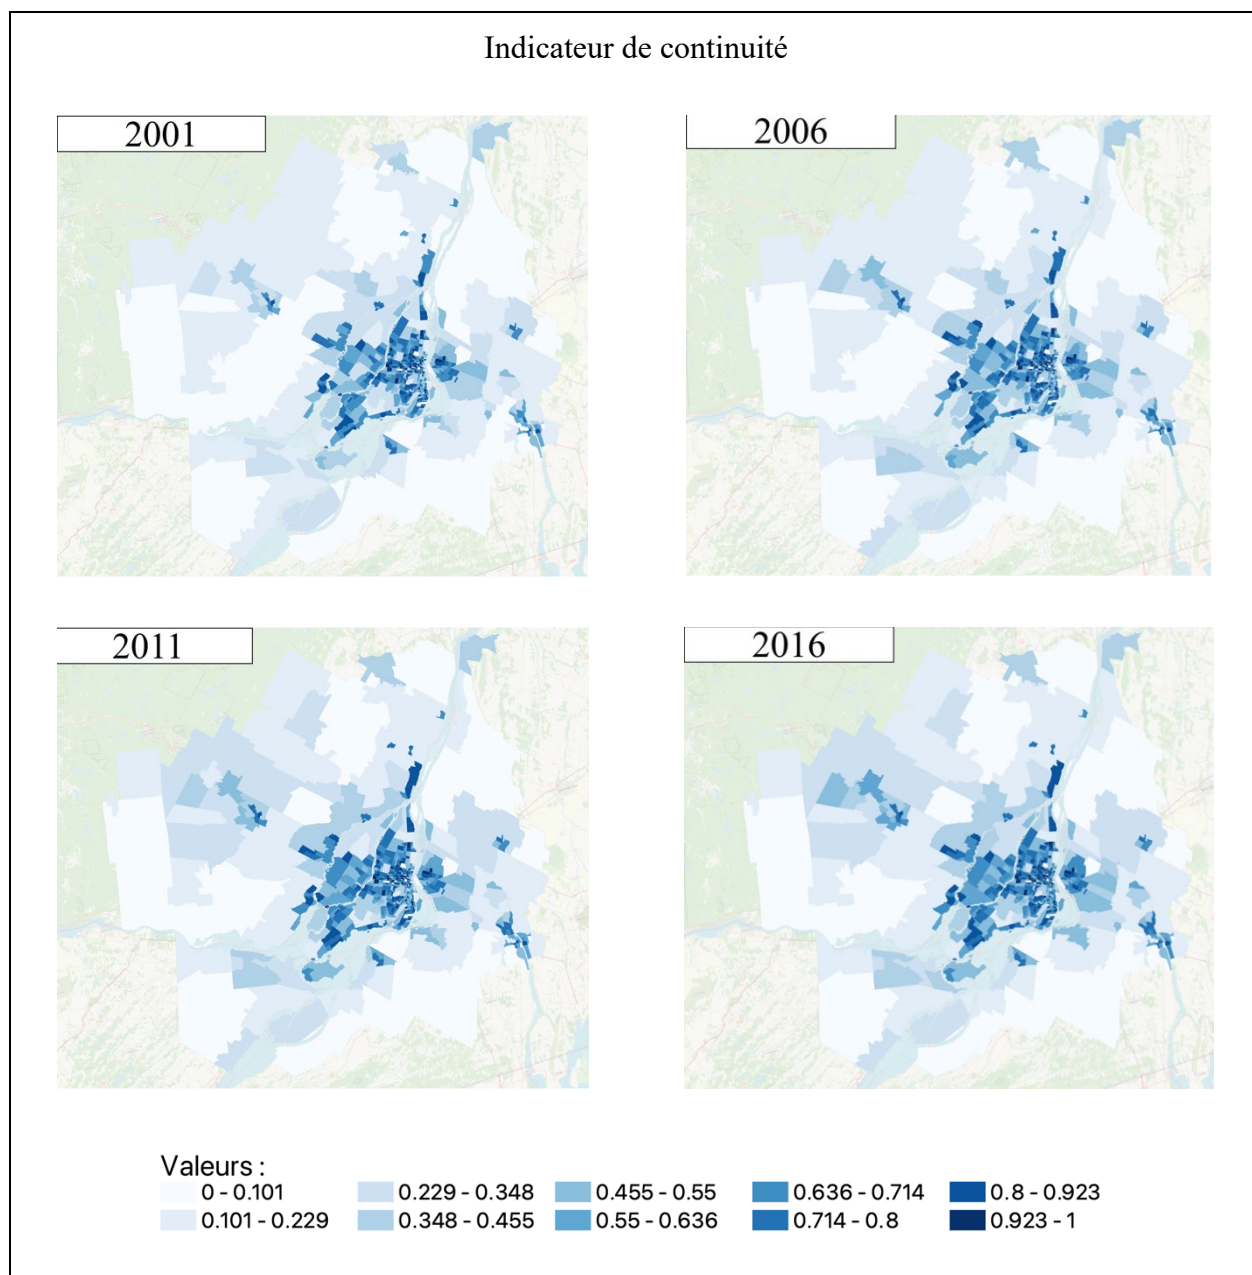 Indicateur de continuité
2001
2006
2011
2016
Valeurs :
0 - 0.101
0.229 - 0.348
0.455 - 0.55
0.636 - 0.714
0.8 - 0.923
0.101 - 0.229
0.348 - 0.455
0.55 - 0.636
0.714 - 0.8
0.923 - 1